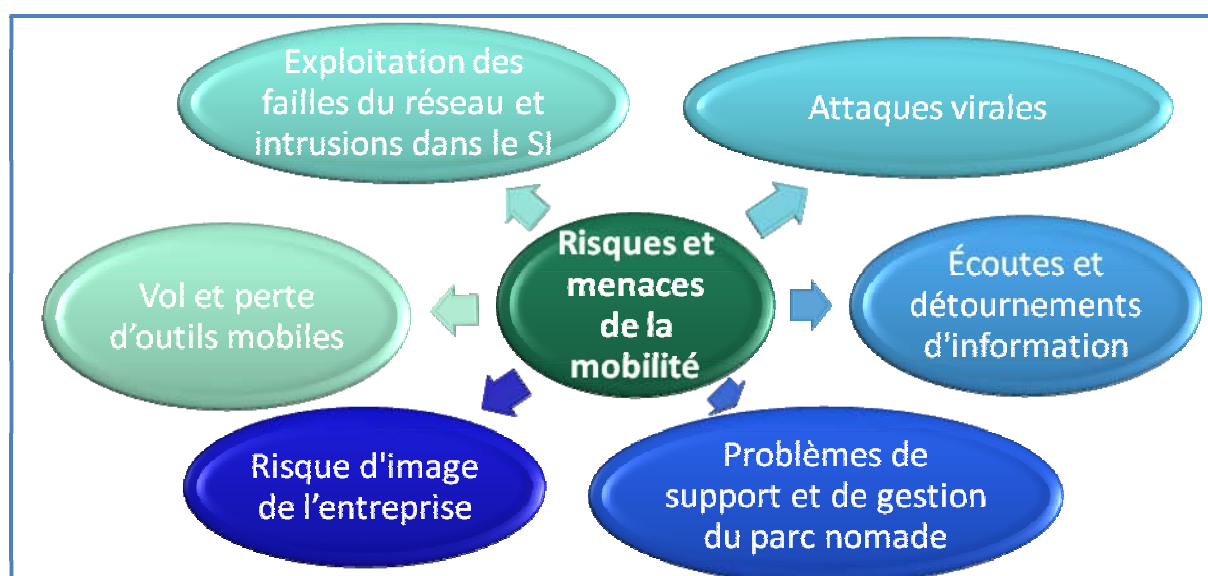 Exploitation des
failles du réseau et
intrusions dans le SI
Attaques virales
Risques et
menaces
de la
mobilité
Vol et perte
d’outils mobiles
Écoutes et
détournements
d'information
Risque d'image
de l’entreprise
Problèmes de
support et de gestion
du parc nomade